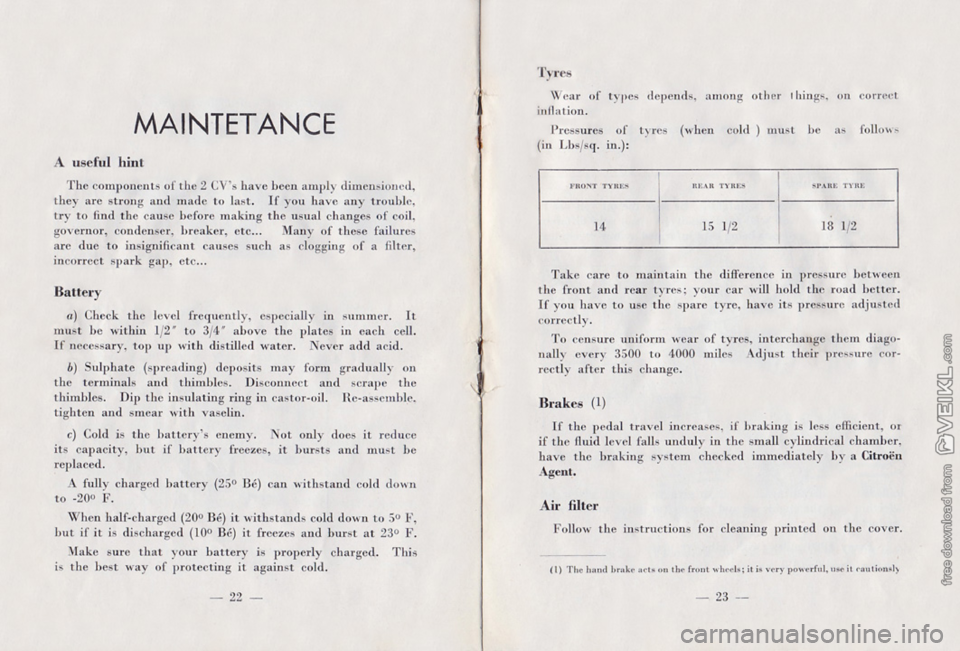 MAINTETANCE
A useful hint
The components of the 2 CV's have been amply dimensioned,
they are strong and made to last. If you have any trouble,
try to find the cause before making the usual changes of coil,
governor, condenser, breaker, etc... Many of these failures
are due to insignificant causes such as clogging of a filter,
incorrect spark gap, etc...
Battery
a) Check the level frequently, especially in summer. It
must be within 1/2" to 3/4" above the plates in each cell.
If necessary, top up with distilled water. Never add acid.
b) Sulphate (spreading) deposits may form gradually on
the terminals and thimbles. Disconnect and scrape the
thimbles. Dip the insulating ring in castor-oil. Re-assemble,
tighten and smear with vaselin.
c) Cold is the battery's enemy. Not only does it reduce
its capacity, but if battery freezes, it bursts and must be
replaced.
A fully charged battery (25º Bé) can withstand cold down
to -20º F.
When half-charged (20º Bé) it withstands cold down to 5º F,
but if it is discharged (10º Bé) it freezes and burst at 23º F.
Make sure that your battery is properly charged. This
is the best way of protecting it against cold.
— 22 —
Tyres
Wear of types depends, among other things, on correct
inflation.
Pressures of tyres (when cold ) must be as follows
(in Lbs/sq. in.):
FRONT TYRES REAR TYRES SPARE TYRE
14 15 1/2 18 1/2
Take care to maintain the difference in pressure between
the front and rear tyres; your car will hold the road better.
If you have to use the spare tyre, have its pressure adjusted
correctly.
To censure uniform wear of tyres, interchange them diago-
nally every 3500 to 4000 miles Adjust their pressure cor-
rectly after this change.
Brakes (1)
If the pedal travel increases, if braking is less efficient, or
if the fluid level falls unduly in the small cylindrical chamber,
have the braking system checked immediately by a Citroën
Agent.
Air filter
Follow the instructions for cleaning printed on the cover.
(1) The hand brake acts on the front wheels; it is very powerful, use it cautionsly
— 23 —
free download from VEIKL.com
carmanualsonline.info